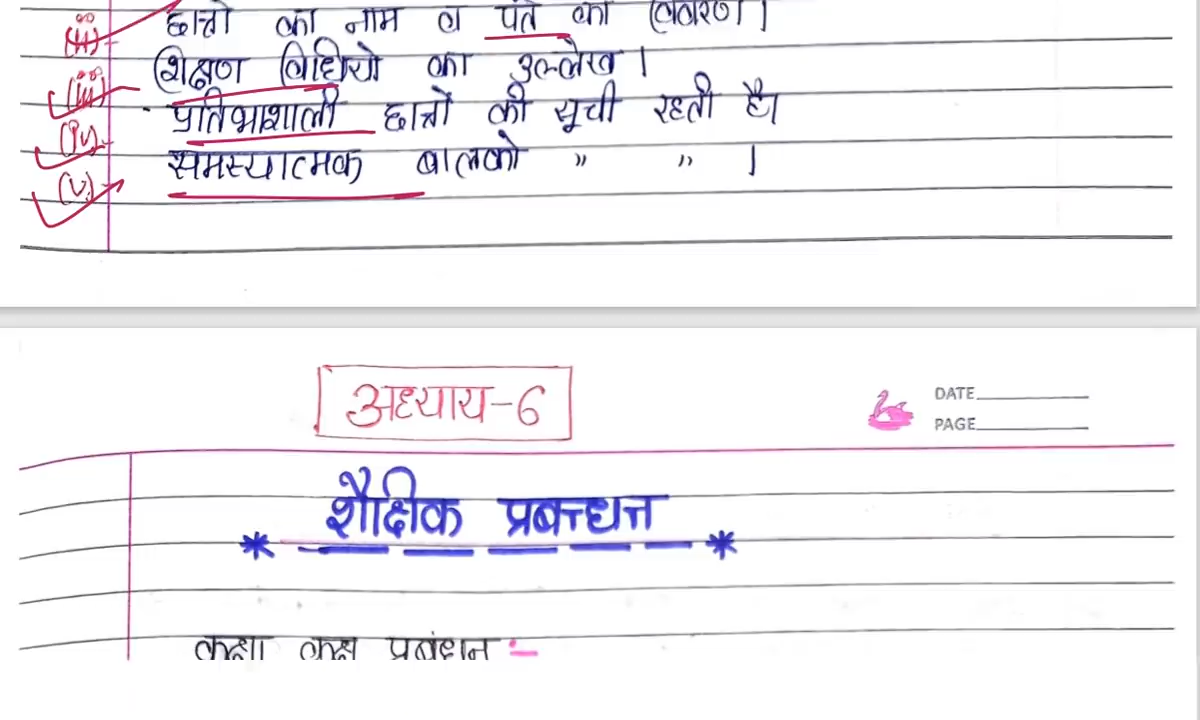 (ii) छात्रों का नाम व पते का विवरण।
(iii) शिक्षण विधियो का उल्लेख।
(iv) प्रतिभाशाली छात्रों की सूची रहती है।
(v) समस्यात्मक बालको " " ।
अध्याय-6
DATE
PAGE
शैक्षिक प्रबन्धन
कक्षा कक्ष प्रबंधन :-